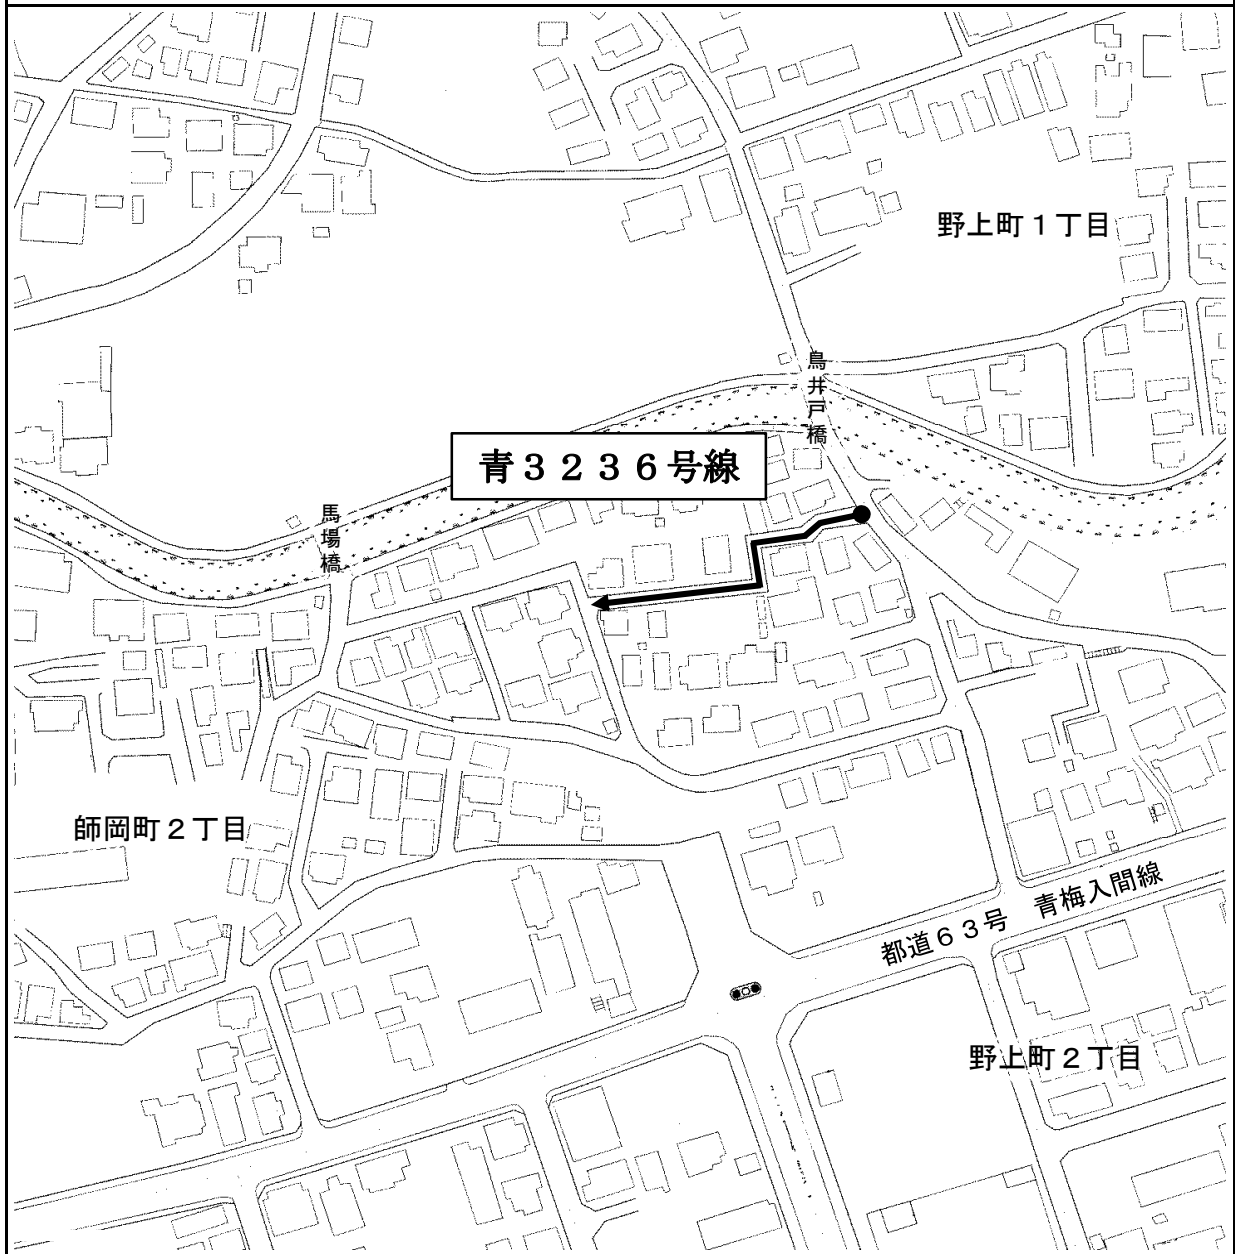 野上町１丁目
鳥井戸橋
青３２３６号線
馬場橋
師岡町２丁目
都道６３号　青梅入間線
野上町２丁目